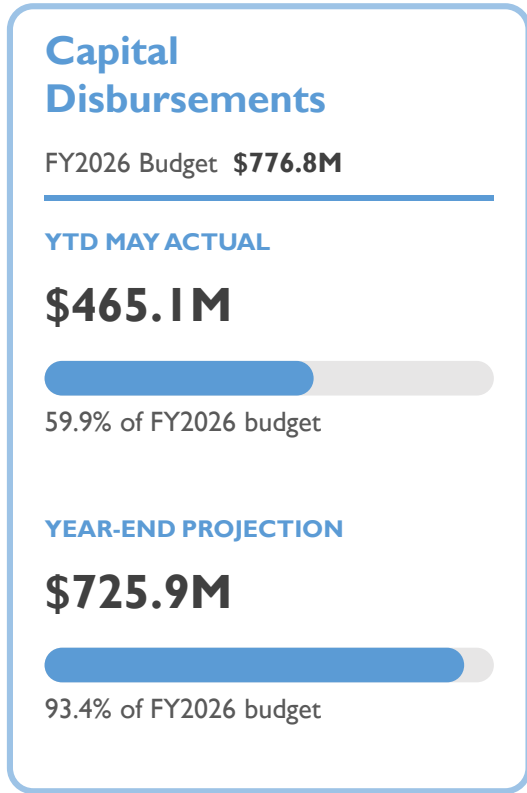 Capital
Disbursements
FY2026 Budget $776.8M
YTD MAY ACTUAL
$465.1M
59.9% of FY2026 budget
YEAR-END PROJECTION
$725.9M
93.4% of FY2026 budget